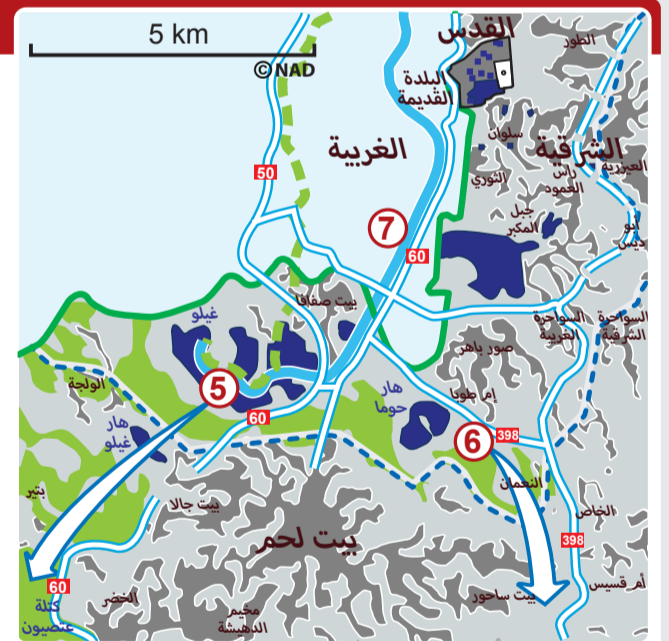 5 km
© NAD
القدس
الطور
البلدة
القديمة
الغربية
سلوان
الشرقية
العيزرية
الثوري
راس
العمود
50
جبل
المكبر
ابو
ديس
7
60
غيلو
بيت صفافا
السواحرة
الغربية
السواحرة
الشرقية
صور باهر
الولجة
5
هار
حوما
ام طوبا
60
هار
غيلو
6
398
النعمان
بتير
بيت جالا
الخاص
بيت لحم
398
60
كتلة
عتصيون
الخضر
مخيم
الدهيشة
بيت ساحور
أم قسيس